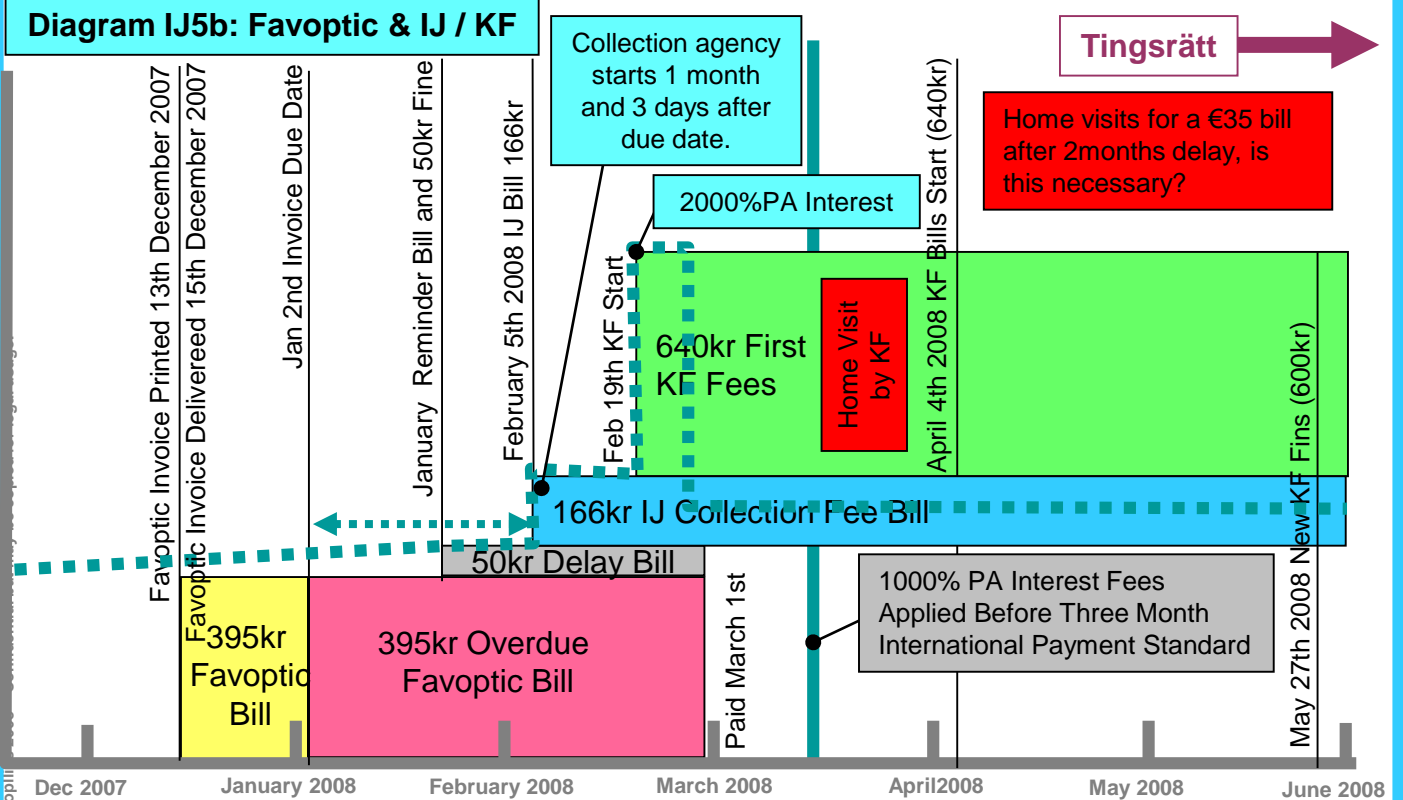 Diagram IJ5b: Favoptic & IJ / KF
Collection agency
starts 1 month
and 3 days after
due date.
Tingsrätt
Home visits for a €35 bill
after 2months delay, is
this necessary?
2000%PA Interest
Favoptic Invoice Printed 13th December 2007
Favoptic Invoice Delivereed 15th December 2007
Jan 2nd Invoice Due Date
January Reminder Bill and 50kr Fine
February 5th 2008 IJ Bill 166kr
Feb 19th KF Start
April 4th 2008 KF Bills Start (640kr)
May 27th 2008 New KF Fins (600kr)
640kr First
KF Fees
Home Visit
by KF
166kr IJ Collection Fee Bill
50kr Delay Bill
395kr
Favoptic
Bill
395kr Overdue
Favoptic Bill
Paid March 1st
1000% PA Interest Fees
Applied Before Three Month
International Payment Standard
Dec 2007
January 2008
February 2008
March 2008
April2008
May 2008
June 2008